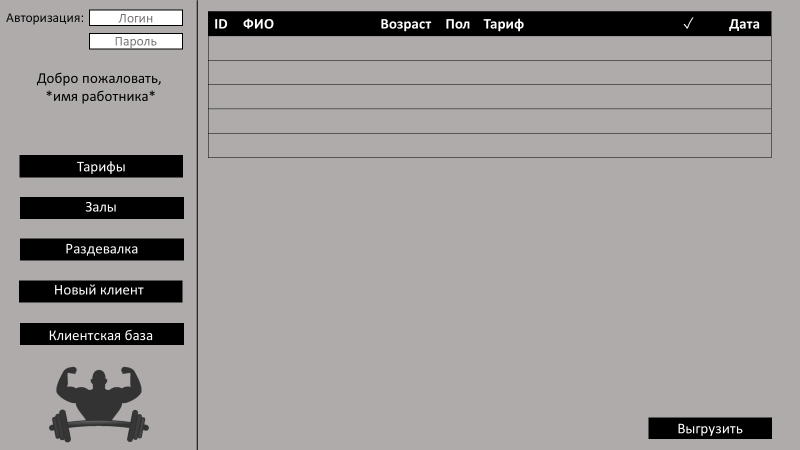 Авторизация: Логин
Пароль
Добро пожаловать,
*имя работника*
Тарифы
Залы
Раздевалка
Новый клиент
Клиентская база
ID ФИО Возраст Пол Тариф ✓ Дата
Выгрузить